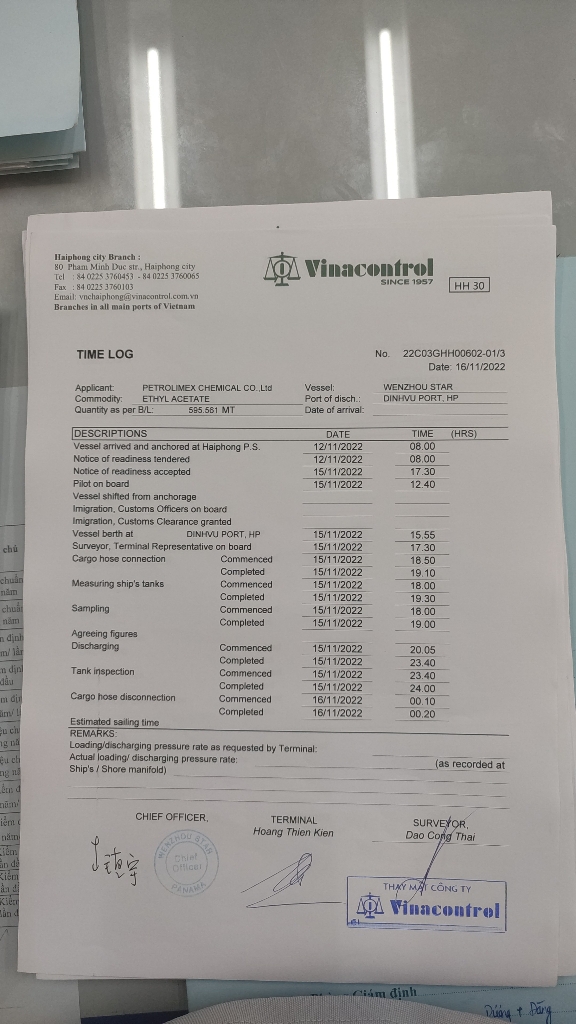 Haiphong city Branch :
80 Pham Minh Duc str., Haiphong city
Tel : 84 0225 3760453 - 84 0225 3760065
Fax : 84 0225 3760103
Email: vnchaiphong@vinacontrol.com.vn
Branches in all main ports of Vietnam
Vinacontrol
SINCE 1957
HH 30
TIME LOG
No. 22C03GHH00602-01/3
Date: 16/11/2022
Applicant: PETROLIMEX CHEMICAL CO.,Ltd Vessel: WENZHOU STAR
Commodity: ETHYL ACETATE Port of disch.: DINHVU PORT, HP
Quantity as per B/L: 595.561 MT Date of arrival:
DESCRIPTIONS DATE TIME (HRS)
Vessel arrived and anchored at Haiphong P.S. 12/11/2022 08.00
Notice of readiness tendered 12/11/2022 08.00
Notice of readiness accepted 15/11/2022 17.30
Pilot on board 15/11/2022 12.40
Vessel shifted from anchorage
Imigration, Customs Officers on board
Imigration, Customs Clearance granted
Vessel berth at DINHVU PORT, HP 15/11/2022 15.55
Surveyor, Terminal Representative on board 15/11/2022 17.30
Cargo hose connection Commenced 15/11/2022 18.50
Completed 15/11/2022 19.10
Measuring ship's tanks Commenced 15/11/2022 18.00
Completed 15/11/2022 19.30
Sampling Commenced 15/11/2022 18.00
Completed 15/11/2022 19.00
Agreeing figures
Discharging Commenced 15/11/2022 20.05
Completed 15/11/2022 23.40
Tank inspection Commenced 15/11/2022 23.40
Completed 15/11/2022 24.00
Cargo hose disconnection Commenced 16/11/2022 00.10
Completed 16/11/2022 00.20
Estimated sailing time
REMARKS:
Loading/discharging pressure rate as requested by Terminal:
Actual loading/ discharging pressure rate: (as recorded at
Ship's / Shore manifold)
CHIEF OFFICER, TERMINAL SURVEYOR,
Hoang Thien Kien Dao Cong Thai
WENZHOU STAR
Chief
Officer
PANAMA
THAY MẶT CÔNG TY
Vinacontrol
Giám định